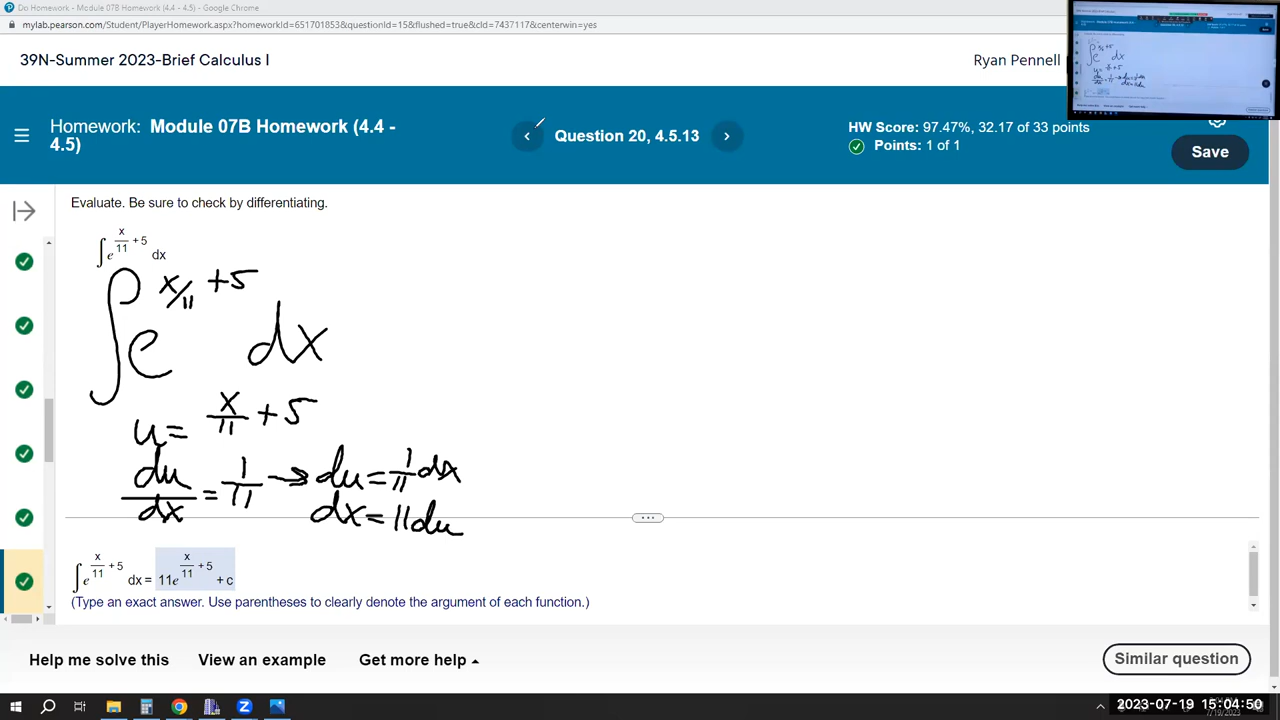 Do Homework - Module 07B Homework (4.4 - 4.5) - Google Chrome
mylab.pearson.com/Student/PlayerHomework.aspx?homeworkId=651701853&questionId=15&flushed=true&cId=7437117&centerwin=yes
39N-Summer 2023-Brief Calculus I
Ryan Pennell
Homework: Module 07B Homework (4.4 - 4.5)
Question 20, 4.5.13
HW Score: 97.47%, 32.17 of 33 points
Points: 1 of 1
Save
Evaluate. Be sure to check by differentiating.
∫ e^(x/11 + 5) dx
∫ e^(x/11 + 5) dx
u = x/11 + 5
du/dx = 1/11 → du = 1/11 dx
dx = 11 du
∫ e^(x/11 + 5) dx = 11e^(x/11 + 5) + c
(Type an exact answer. Use parentheses to clearly denote the argument of each function.)
Help me solve this
View an example
Get more help
Similar question
2023-07-19 15:04:50